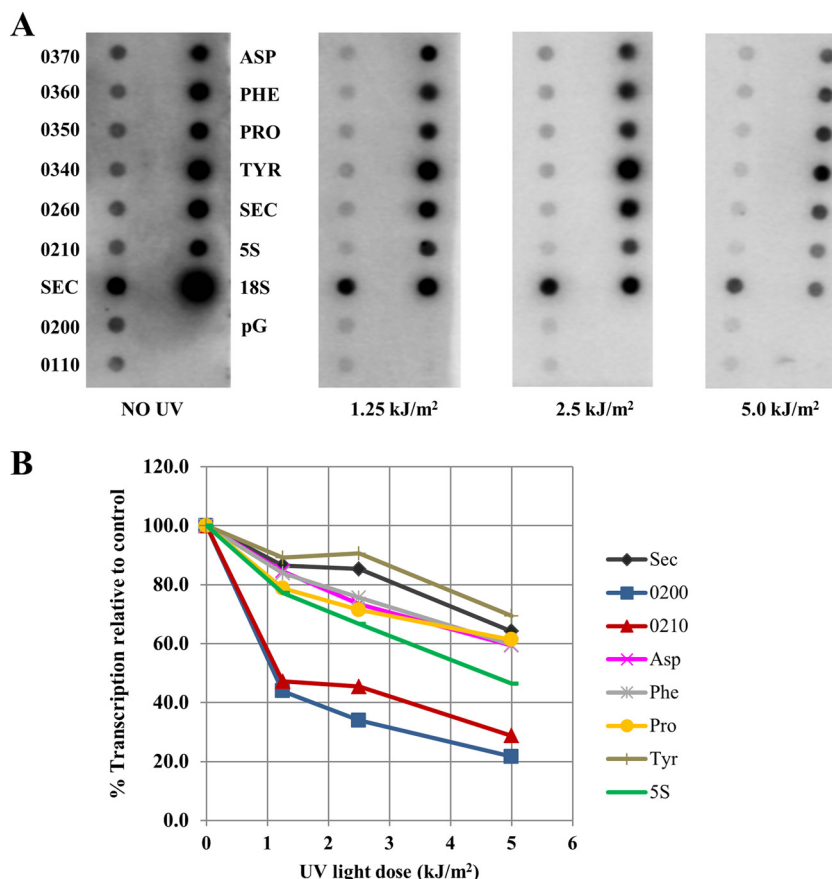 A
0370 ASP
0360 PHE
0350 PRO
0340 TYR
0260 SEC
0210 5S
SEC 18S
0200 pG
0110
NO UV 1.25 kJ/m² 2.5 kJ/m² 5.0 kJ/m²
B
% Transcription relative to control
120.0
100.0
80.0
60.0
40.0
20.0
0.0
0 1 2 3 4 5 6
UV light dose (kJ/m²)
Sec
0200
0210
Asp
Phe
Pro
Tyr
5S